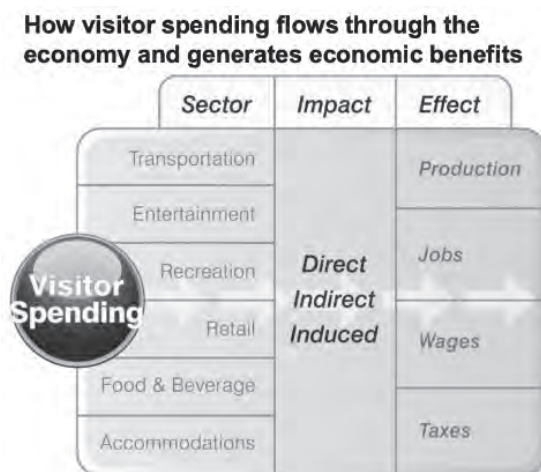 How visitor spending flows through the
economy and generates economic benefits
Sector
Impact
Effect
Transportation
Entertainment
Recreation
Retail
Food & Beverage
Accommodations
Visitor
Spending
Direct
Indirect
Induced
Production
Jobs
Wages
Taxes